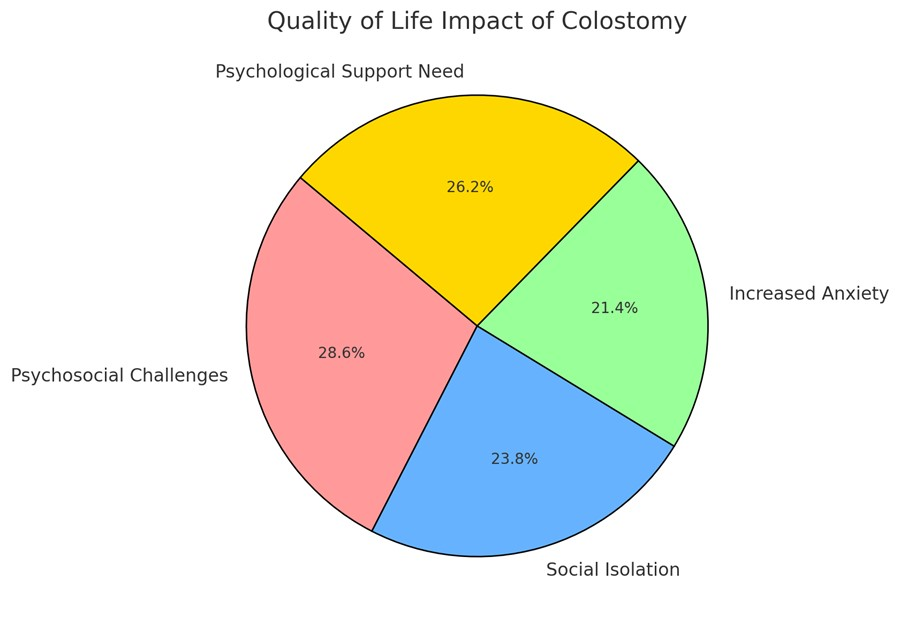 Quality of Life Impact of Colostomy
Psychological Support Need
26.2%
Increased Anxiety
21.4%
28.6%
Psychosocial Challenges
23.8%
Social Isolation